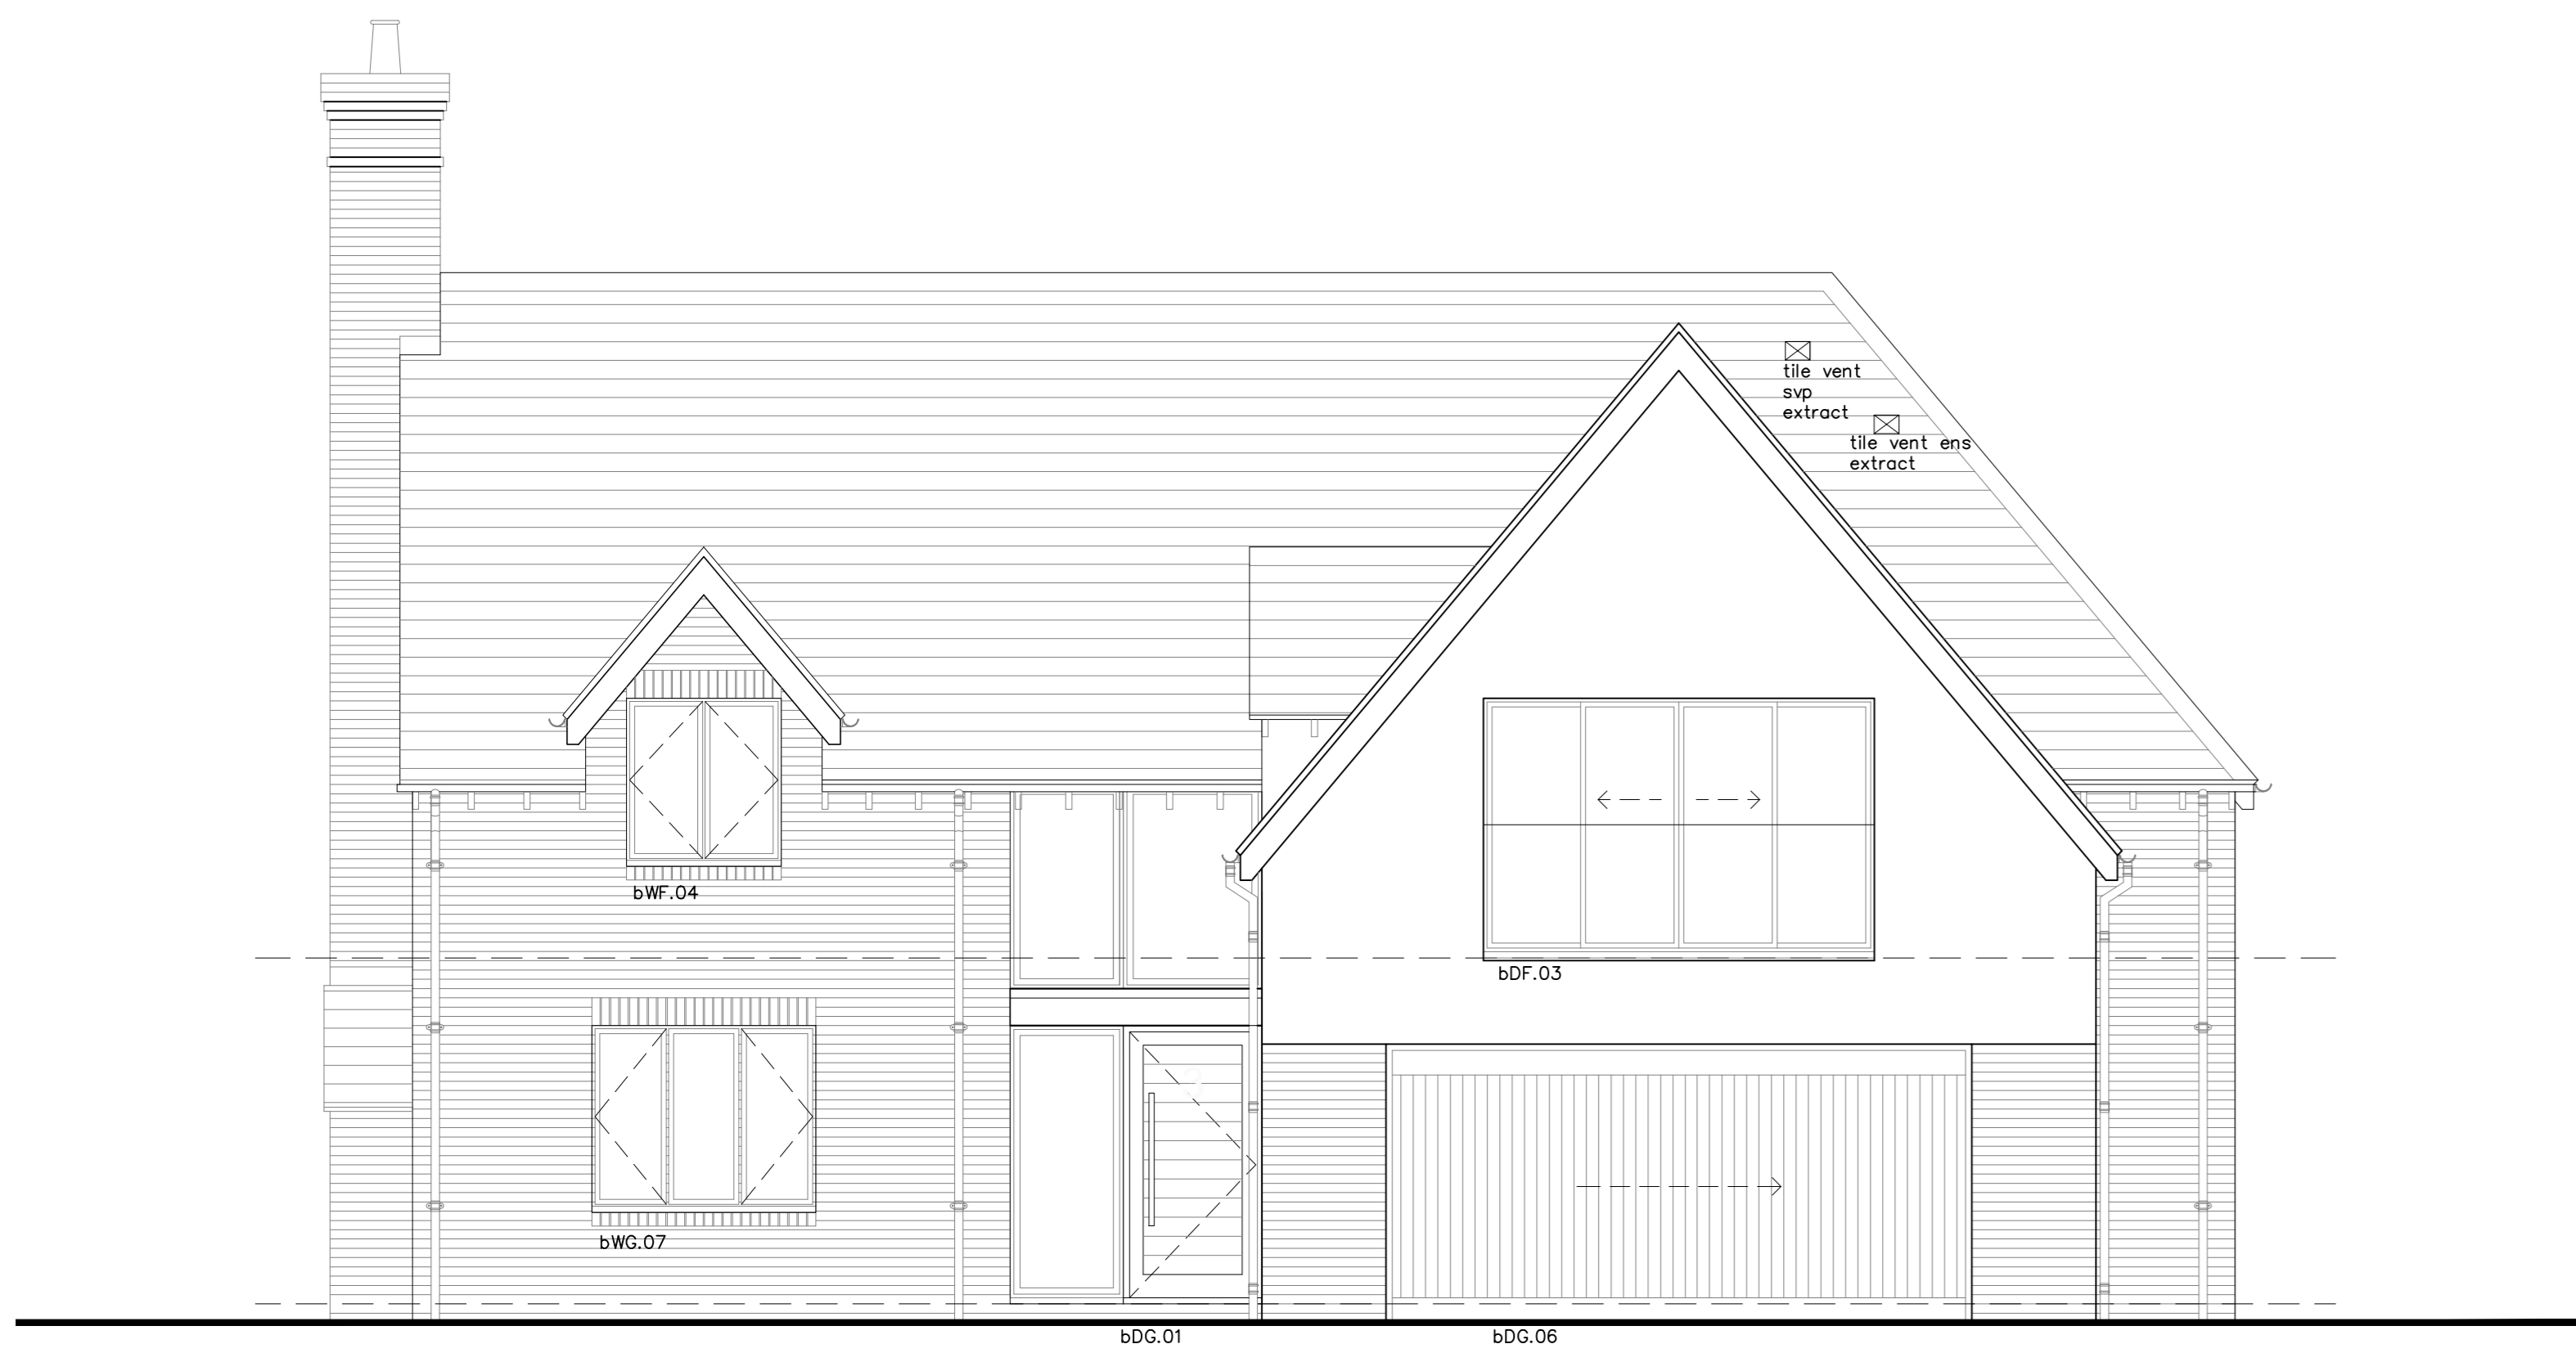 tile vent
svp
extract
tile vent ens
extract
bWF.04
bDF.03
bWG.07
bDG.01
bDG.06